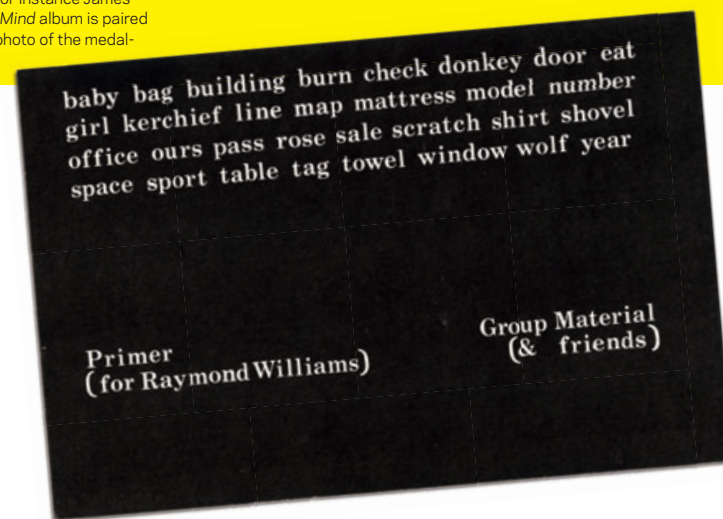 or instance James
Mind album is paired
photo of the medal-
baby bag building burn check donkey door eat
girl kerchief line map mattress model number
office ours pass rose sale scratch shirt shovel
space sport table tag towel window wolf year
Primer
(for Raymond Williams)
Group Material
(& friends)